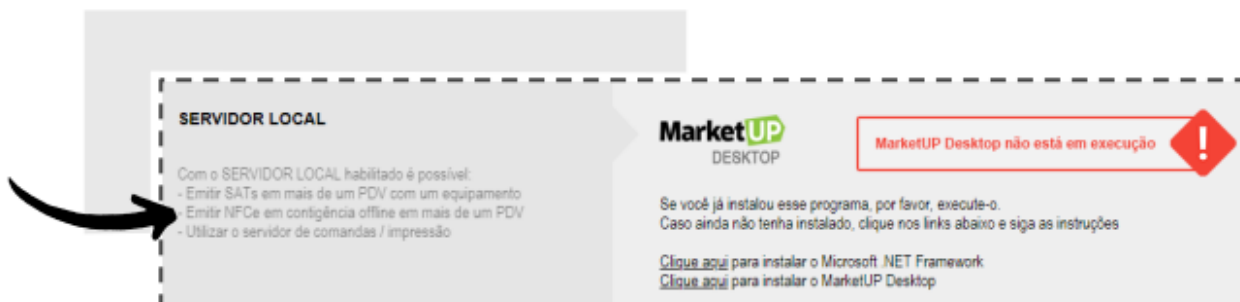 SERVIDOR LOCAL
Com o SERVIDOR LOCAL habilitado é possível:
- Emitir SATs em mais de um PDV com um equipamento
- Emitir NFCe em contigência offline em mais de um PDV
- Utilizar o servidor de comandas / impressão
MarketUP
DESKTOP
MarketUP Desktop não está em execução
!
Se você já instalou esse programa, por favor, execute-o.
Caso ainda não tenha instalado, clique nos links abaixo e siga as instruções
Clique aqui para instalar o Microsoft .NET Framework
Clique aqui para instalar o MarketUP Desktop